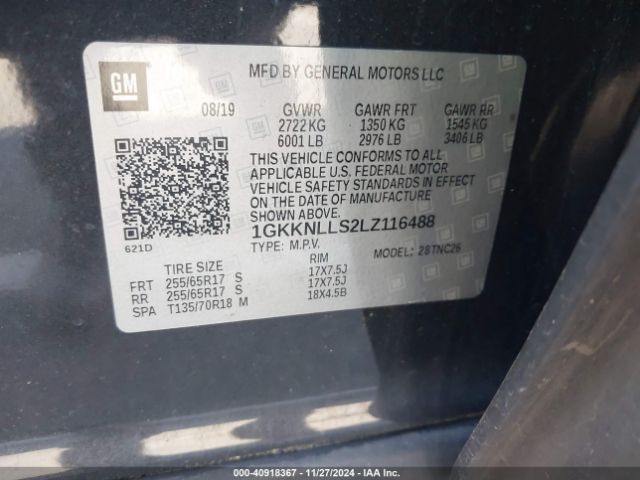 GM
MFD BY GENERAL MOTORS LLC
08/19 GVWR GAWR FRT GAWR RR
2722 KG 1350 KG 1545 KG
6001 LB 2976 LB 3406 LB
THIS VEHICLE CONFORMS TO ALL
APPLICABLE U.S. FEDERAL MOTOR
VEHICLE SAFETY STANDARDS IN EFFECT
ON THE DATE OF MANUFACTURE
SHOWN ABOVE.
621D
1GKKNLLS2LZ116488
TYPE: M.P.V. MODEL: 28TNC26
TIRE SIZE RIM
FRT 255/65R17 S 17X7.5J
RR 255/65R17 S 17X7.5J
SPA T135/70R18 M 18X4.5B
000-40918367 - 11/27/2024 - IAA Inc.